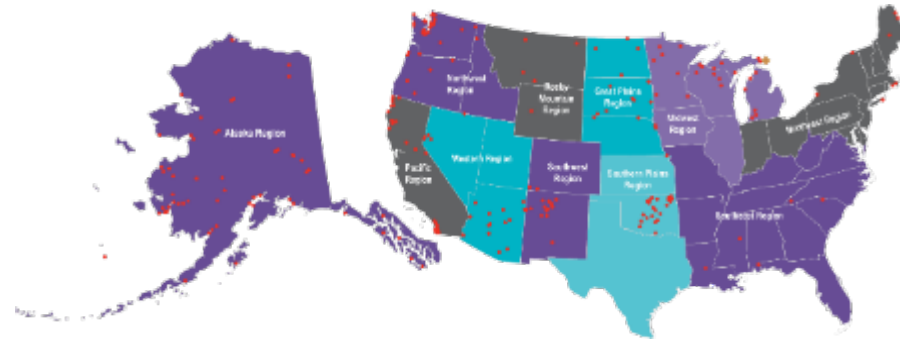 Alaska Region
Northwest
Region
Rocky
Mountain
Region
Great Plains
Region
Midwest
Region
Northeast Region
Pacific
Region
Western Region
Southwest
Region
Southern Plains
Region
Southeast Region